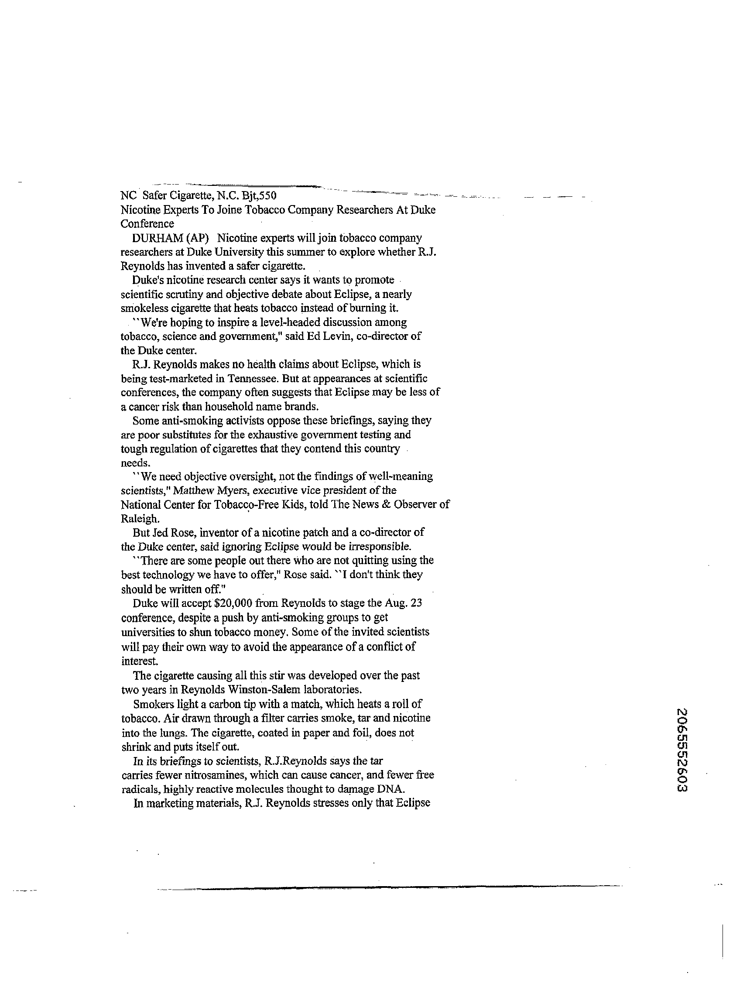 NC Safer Cigarette, N.C. Bjt,550
Nicotine Experts To Joine Tobacco Company Researchers At Duke
Conference
DURHAM (AP) Nicotine experts will join tobacco company
researchers at Duke University this summer to explore whether R.J.
Reynolds has invented a safer cigarette.
Duke's nicotine research center says it wants to promote
scientific scrutiny and objective debate about Eclipse, a nearly
smokeless cigarette that heats tobacco instead of burning it.
``We're hoping to inspire a level-headed discussion among
tobacco, science and government," said Ed Levin, co-director of
the Duke center.
R.J. Reynolds makes no health claims about Eclipse, which is
being test-marketed in Tennessee. But at appearances at scientific
conferences, the company often suggests that Eclipse may be less of
a cancer risk than household name brands.
Some anti-smoking activists oppose these briefings, saying they
are poor substitutes for the exhaustive government testing and
tough regulation of cigarettes that they contend this country
needs.
``We need objective oversight, not the findings of well-meaning
scientists," Matthew Myers, executive vice president of the
National Center for Tobacco-Free Kids, told The News & Observer of
Raleigh.
But Jed Rose, inventor of a nicotine patch and a co-director of
the Duke center, said ignoring Eclipse would be irresponsible.
``There are some people out there who are not quitting using the
best technology we have to offer," Rose said. ``I don't think they
should be written off."
Duke will accept $20,000 from Reynolds to stage the Aug. 23
conference, despite a push by anti-smoking groups to get
universities to shun tobacco money. Some of the invited scientists
will pay their own way to avoid the appearance of a conflict of
interest.
The cigarette causing all this stir was developed over the past
two years in Reynolds Winston-Salem laboratories.
Smokers light a carbon tip with a match, which heats a roll of
tobacco. Air drawn through a filter carries smoke, tar and nicotine
into the lungs. The cigarette, coated in paper and foil, does not
shrink and puts itself out.
In its briefings to scientists, R.J.Reynolds says the tar
carries fewer nitrosamines, which can cause cancer, and fewer free
radicals, highly reactive molecules thought to damage DNA.
In marketing materials, R.J. Reynolds stresses only that Eclipse
2065552603